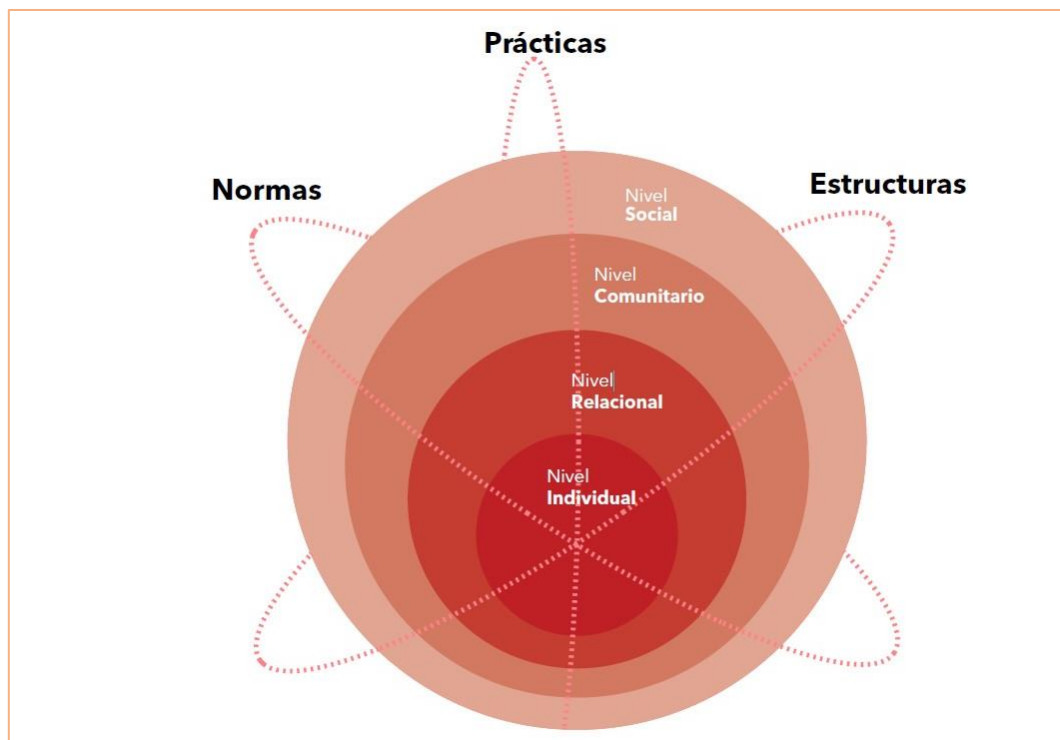 Prácticas
Normas
Estructuras
Nivel
Social
Nivel
Comunitario
Nivel
Relacional
Nivel
Individual